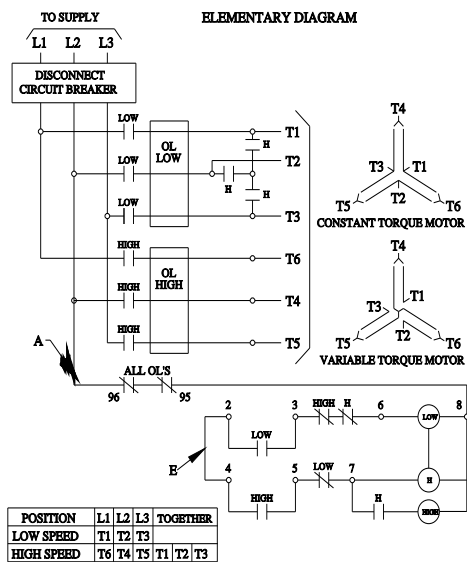 TO SUPPLY
ELEMENTARY DIAGRAM
L1 L2 L3
DISCONNECT
CIRCUIT BREAKER
LOW
OL
LOW
T1
H
LOW
H
T2
H
LOW
T3
HIGH
OL
HIGH
T6
HIGH
T4
HIGH
T5
T4
T3 T1
T5 T2 T6
CONSTANT TORQUE MOTOR
T4
T1
T3
T5 T2 T6
VARIABLE TORQUE MOTOR
A
ALL OL'S
96 95
2 3 HIGH H 6 8
LOW
LOW
E
4 5 LOW 7
HIGH
H
H
HIGH
POSITION L1 L2 L3 TOGETHER
LOW SPEED T1 T2 T3
HIGH SPEED T6 T4 T5 T1 T2 T3